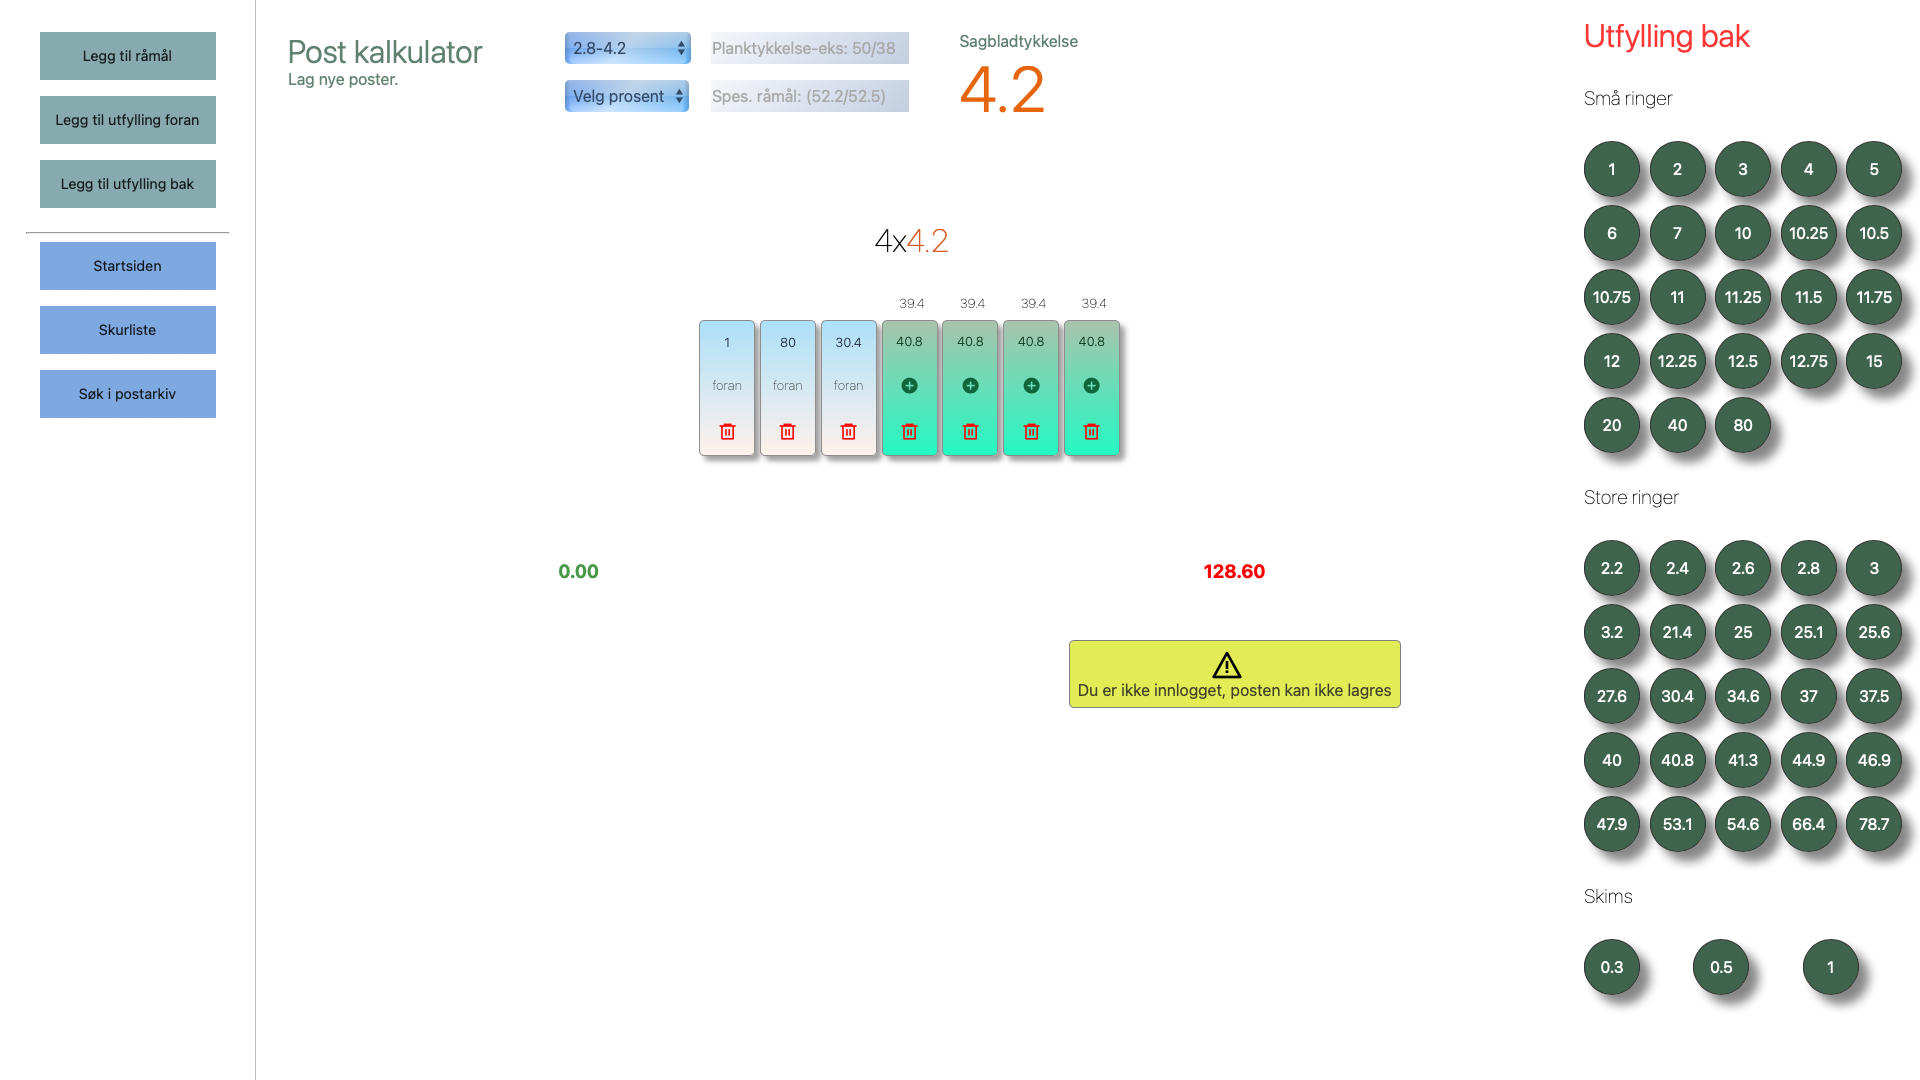 Legg til råmål
Legg til utfylling foran
Legg til utfylling bak
Startsiden
Skurliste
Søk i postarkiv
Post kalkulator
Lag nye poster.
2.8-4.2
Planktykkelse-eks: 50/38
Velg prosent
Spes. råmål: (52.2/52.5)
Sagbladtykkelse
4.2
4x4.2
39.4 39.4 39.4 39.4
1 80 30.4 40.8 40.8 40.8 40.8
foran foran foran
0.00
128.60
Du er ikke innlogget, posten kan ikke lagres
Utfylling bak
Små ringer
1 2 3 4 5
6 7 10 10.25 10.5
10.75 11 11.25 11.5 11.75
12 12.25 12.5 12.75 15
20 40 80
Store ringer
2.2 2.4 2.6 2.8 3
3.2 21.4 25 25.1 25.6
27.6 30.4 34.6 37 37.5
40 40.8 41.3 44.9 46.9
47.9 53.1 54.6 66.4 78.7
Skims
0.3 0.5 1